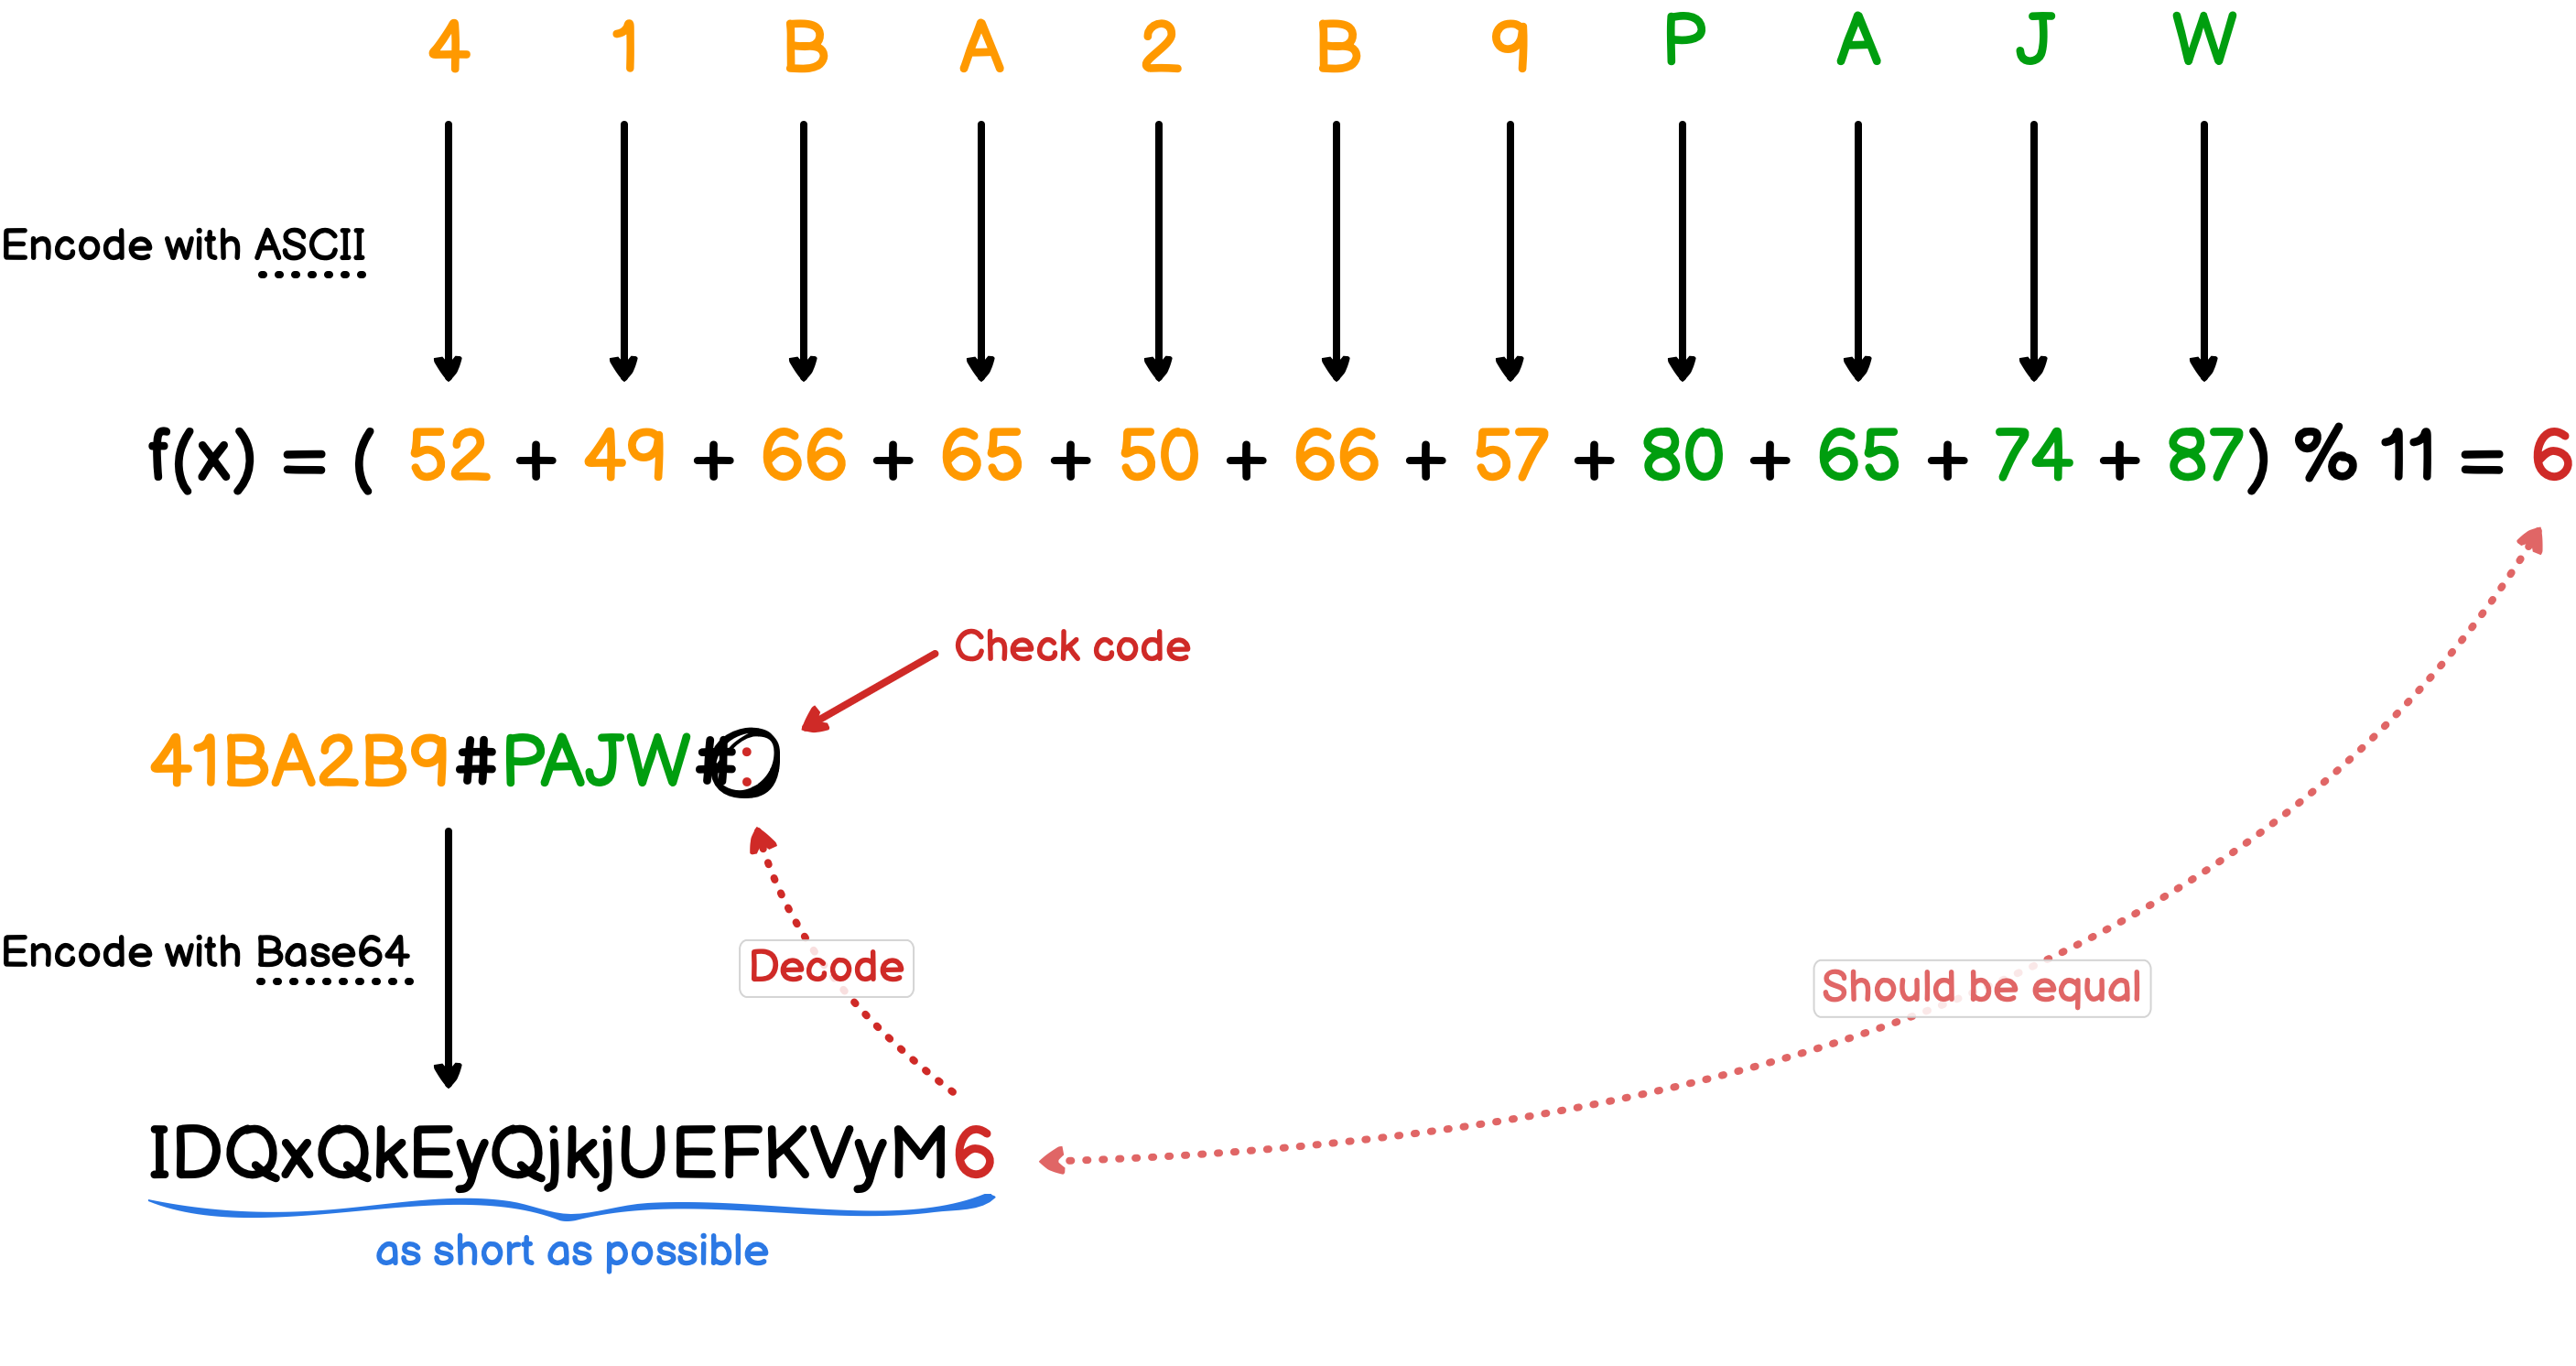 4 1 B A 2 B 9 P A J W
Encode with ASCII
f(x) = ( 52 + 49 + 66 + 65 + 50 + 66 + 57 + 80 + 65 + 74 + 87) % 11 = 6
Check code
41BA2B9#PAJW#:
Encode with Base64
Decode
Should be equal
IDQxQkEyQjkjUEFKVyM6
as short as possible